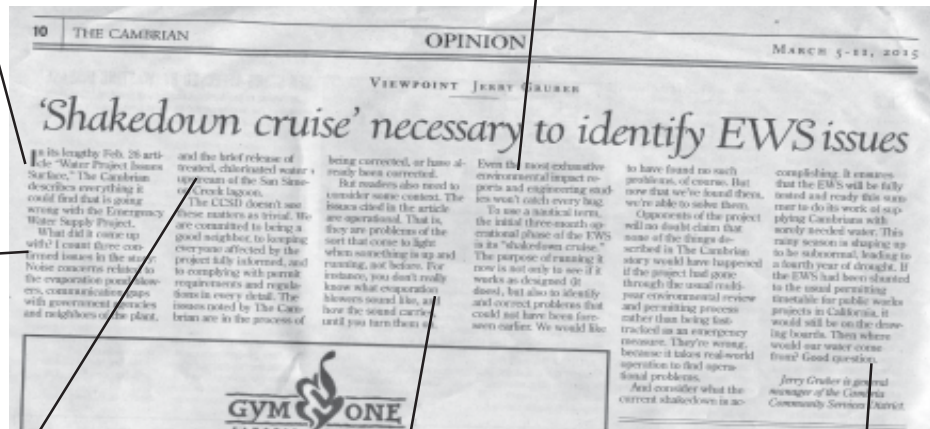 10 THE CAMBRIAN
OPINION
MARCH 5-11, 2015
VIEWPOINT JERRY GRUBER
'Shakedown cruise' necessary to identify EWS issues
In its lengthy Feb. 26 arti-
cle "Water Project Issues
Surface," The Cambrian
describes everything it
could find that is going
wrong with the Emergency
Water Supply Project.
What did it come up
with? I count three con-
firmed issues in the story:
Noise concerns relating to
the evaporation pond blow-
ers, communication gaps
with government agencies
and neighbors of the plant,
and the brief release of
treated, chlorinated water
upstream of the San Sime-
on Creek lagoon.
The CCSD doesn't see
these matters as trivial. We
are committed to being a
good neighbor, to keeping
everyone affected by the
project fully informed, and
to complying with permit
requirements and regula-
tions in every detail. The
issues noted by The Cam-
brian are in the process of
being corrected, or have al-
ready been corrected.
But readers also need to
consider some context. The
issues cited in the article
are operational. That is,
they are problems of the
sort that come to light
when something is up and
running, not before. For
instance, you don't really
know what evaporation
blowers sound like, and
how the sound carries,
until you turn them on.
Even the most exhaustive
environmental impact re-
ports and engineering stud-
ies won't catch every bug.
To use a nautical term,
the initial three-month op-
erational phase of the EWS
is its "shakedown cruise."
The purpose of running it
now is not only to see if it
works as designed (it
does), but also to identify
and correct problems that
could not have been fore-
seen earlier. We would like
to have found no such
problems, of course. But
now that we've found them,
we're able to solve them.
Opponents of the project
will no doubt claim that
none of the things de-
scribed in The Cambrian
story would have happened
if the project had gone
through the usual multi-
year environmental review
and permitting process
rather than being fast-
tracked as an emergency
measure. They're wrong,
because it takes real-world
operation to find opera-
tional problems.
And consider what the
current shakedown is ac-
complishing. It ensures
that the EWS will be fully
tested and ready this sum-
mer to do its work of sup-
plying Cambrians with
sorely needed water. This
rainy season is shaping up
to be subnormal, leading to
a fourth year of drought. If
the EWS had been shunted
to the usual permitting
timetable for public works
projects in California, it
would still be on the draw-
ing boards. Then where
would our water come
from? Good question.
Jerry Gruber is general
manager of the Cambria
Community Services District.
GYM ONE